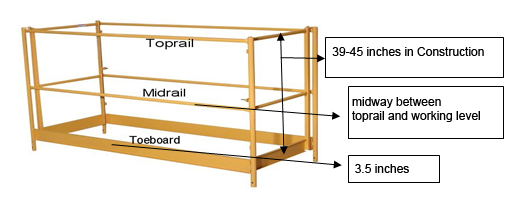 Toprail
39-45 inches in Construction
Midrail
midway between
toprail and working level
Toeboard
3.5 inches